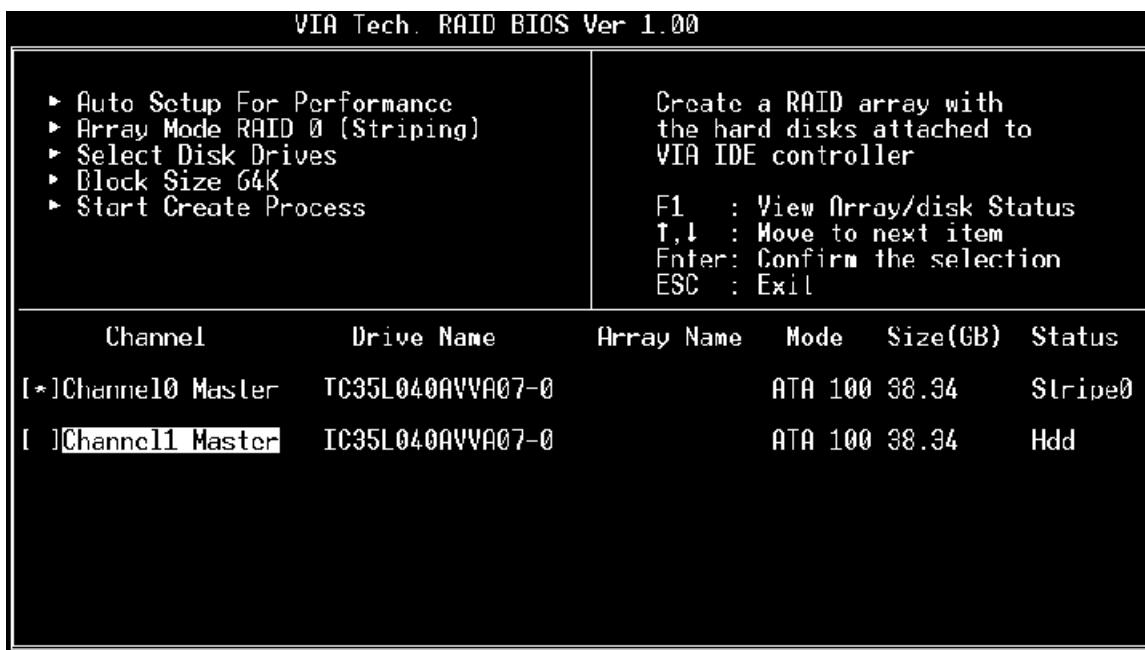 VIA Tech. RAID BIOS Ver 1.00
► Auto Setup For Performance
► Array Mode RAID 0 (Striping)
► Select Disk Drives
► Block Size 64K
► Start Create Process
Create a RAID array with
the hard disks attached to
VIA IDE controller
F1 : View Array/disk Status
↑,↓ : Move to next item
Enter: Confirm the selection
ESC : Exit
Channel Drive Name Array Name Mode Size(GB) Status
[*]Channel0 Master IC35L040AVVA07-0 ATA 100 38.34 Stripe0
[ ]Channel1 Master IC35L040AVVA07-0 ATA 100 38.34 Hdd